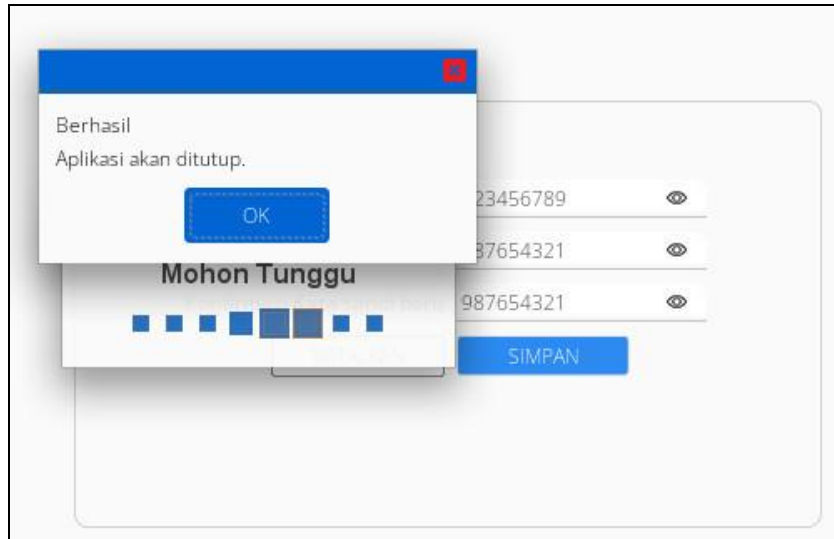 Berhasil
Aplikasi akan ditutup.
OK
23456789
87654321
Mohon Tunggu
987654321
SIMPAN